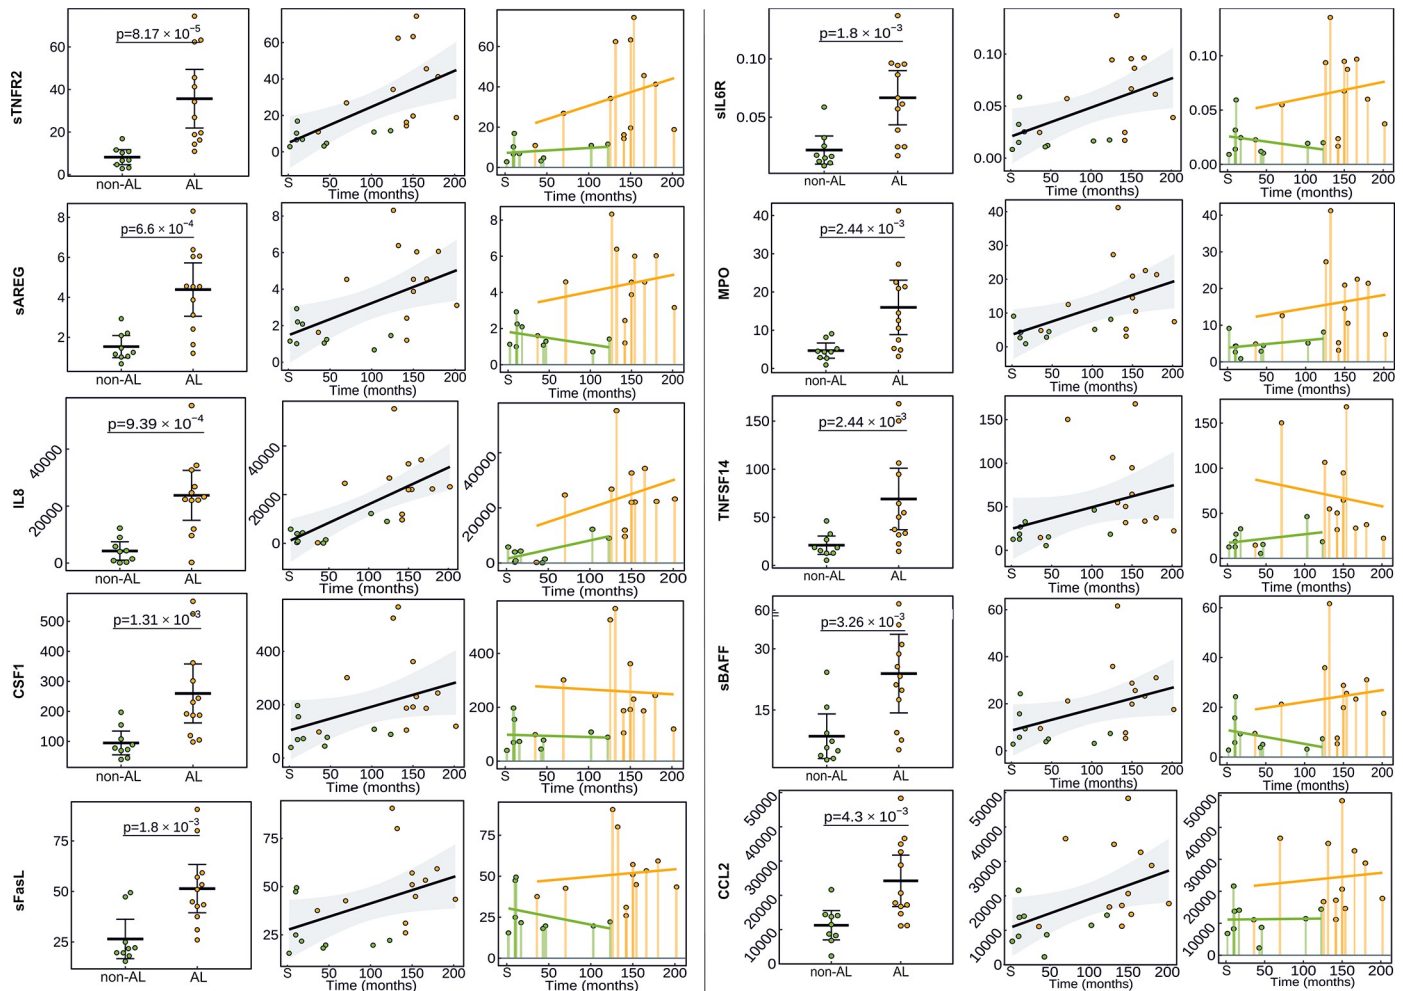 sTNFR2
p=8.17 × 10⁻⁵
60
40
20
0
non-AL AL
60
40
20
0
S 50 100 150 200
Time (months)
60
40
20
0
S 50 100 150 200
Time (months)
sIL6R
p=1.8 × 10⁻³
0.10
0.05
non-AL AL
0.10
0.05
0.00
S 50 100 150 200
Time (months)
0.10
0.05
0.00
S 50 100 150 200
Time (months)
sAREG
p=6.6 × 10⁻⁴
8
6
4
2
non-AL AL
8
6
4
2
0
S 50 100 150 200
Time (months)
8
6
4
2
0
S 50 100 150 200
Time (months)
MPO
p=2.44 × 10⁻³
40
30
20
10
0
non-AL AL
40
30
20
10
0
S 50 100 150 200
Time (months)
40
30
20
10
0
S 50 100 150 200
Time (months)
IL8
p=9.39 × 10⁻⁴
40000
20000
0
non-AL AL
40000
20000
0
S 50 100 150 200
Time (months)
40000
20000
0
S 50 100 150 200
Time (months)
TNFSF14
p=2.44 × 10⁻³
150
100
50
0
non-AL AL
150
100
50
0
S 50 100 150 200
Time (months)
150
100
50
0
S 50 100 150 200
Time (months)
CSF1
p=1.31 × 10⁻³
500
400
300
200
100
non-AL AL
400
200
0
S 50 100 150 200
Time (months)
400
200
0
S 50 100 150 200
Time (months)
sBAFF
p=3.26 × 10⁻³
60
30
15
non-AL AL
60
40
20
0
S 50 100 150 200
Time (months)
60
40
20
0
S 50 100 150 200
Time (months)
sFasL
p=1.8 × 10⁻³
75
50
25
non-AL AL
75
50
25
S 50 100 150 200
Time (months)
75
50
25
0
S 50 100 150 200
Time (months)
CCL2
p=4.3 × 10⁻³
50000
40000
30000
20000
10000
0
non-AL AL
50000
40000
30000
20000
10000
0
S 50 100 150 200
Time (months)
50000
40000
30000
20000
10000
0
S 50 100 150 200
Time (months)